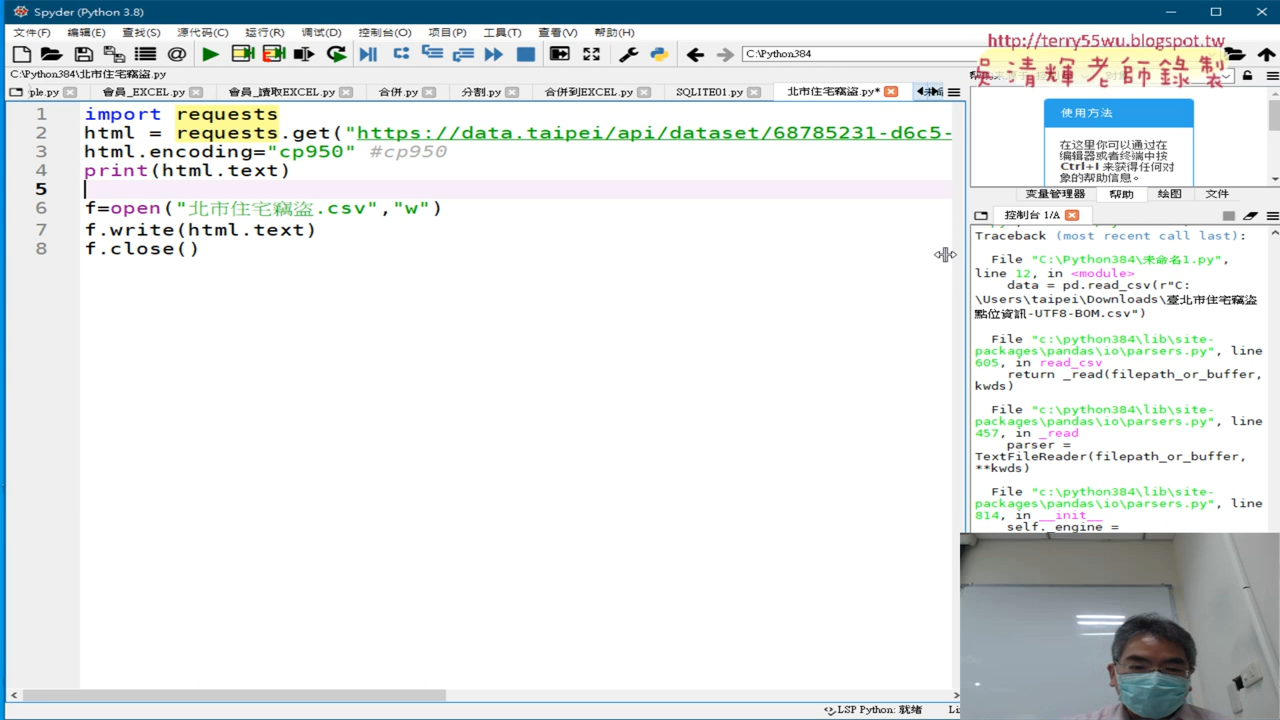 Spyder (Python 3.8)
文件(F) 编辑(E) 查找(S) 源代码(C) 运行(R) 调试(D) 控制台(O) 项目(P) 工具(T) 查看(V) 帮助(H)
http://terry55wu.blogspot.tw
吳清輝老師錄製
C:\Python384
C:\Python384\北市住宅竊盜.py
ple.py 會員_EXCEL.py 會員_讀取EXCEL.py 合併.py 分割.py 合併到EXCEL.py SQLITE01.py 北市住宅竊盜.py*
1 import requests
2 html = requests.get("https://data.taipei/api/dataset/68785231-d6c5-
3 html.encoding="cp950" #cp950
4 print(html.text)
5
6 f=open("北市住宅竊盜.csv","w")
7 f.write(html.text)
8 f.close()
使用方法
在这里你可以通过在
编辑器或者终端中按
Ctrl+I 来获得任何对
象的帮助信息。
变量管理器 帮助 绘图 文件
控制台 1/A
Traceback (most recent call last):
File "C:\Python384\未命名1.py",
line 12, in <module>
data = pd.read_csv(r"C:
\Users\taipei\Downloads\臺北市住宅竊盜
點位資訊-UTF8-BOM.csv")
File "c:\python384\lib\site-
packages\pandas\io\parsers.py", line
605, in read_csv
return _read(filepath_or_buffer,
kwds)
File "c:\python384\lib\site-
packages\pandas\io\parsers.py", line
457, in _read
parser =
TextFileReader(filepath_or_buffer,
**kwds)
File "c:\python384\lib\site-
packages\pandas\io\parsers.py", line
814, in __init__
self._engine =
LSP Python: 就绪